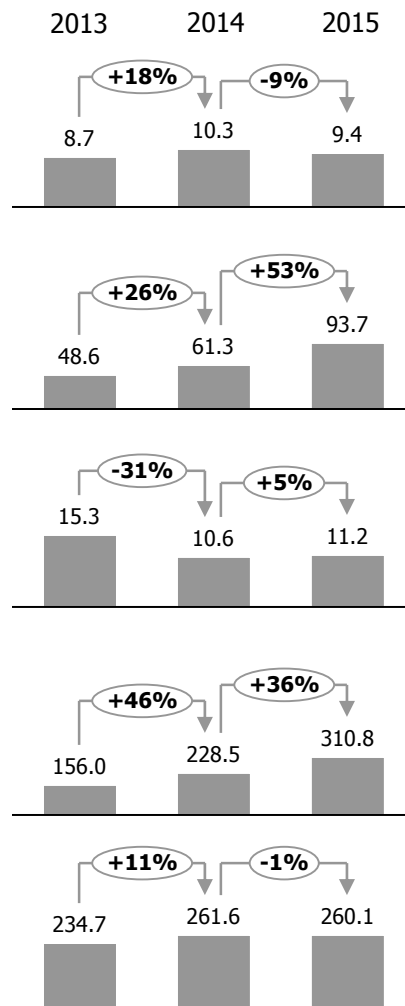 2013 2014 2015
+18% -9%
8.7 10.3 9.4
+26% +53%
48.6 61.3 93.7
-31% +5%
15.3 10.6 11.2
+46% +36%
156.0 228.5 310.8
+11% -1%
234.7 261.6 260.1